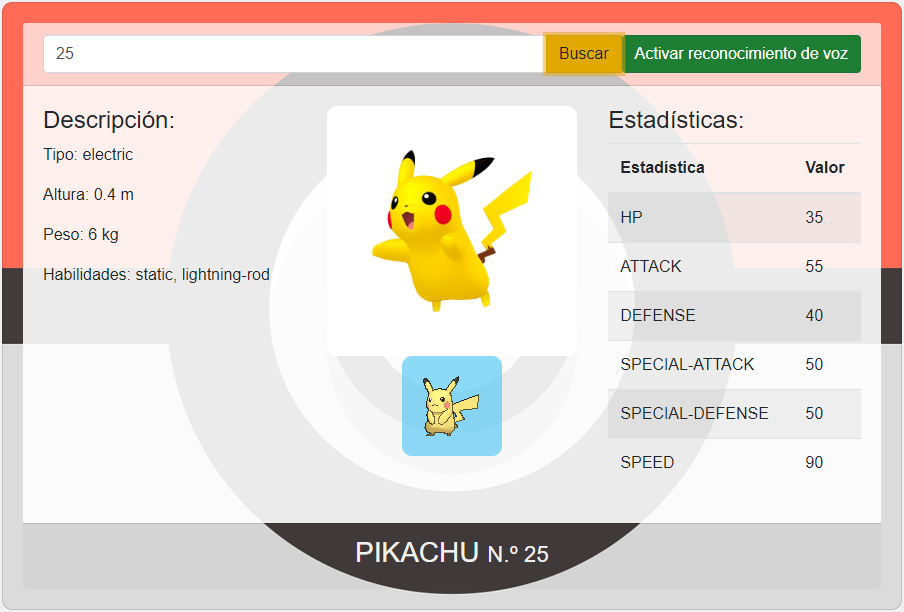 25
Buscar
Activar reconocimiento de voz
Descripción:
Tipo: electric
Altura: 0.4 m
Peso: 6 kg
Habilidades: static, lightning-rod
Estadísticas:
Estadística Valor
HP 35
ATTACK 55
DEFENSE 40
SPECIAL-ATTACK 50
SPECIAL-DEFENSE 50
SPEED 90
PIKACHU N.º 25